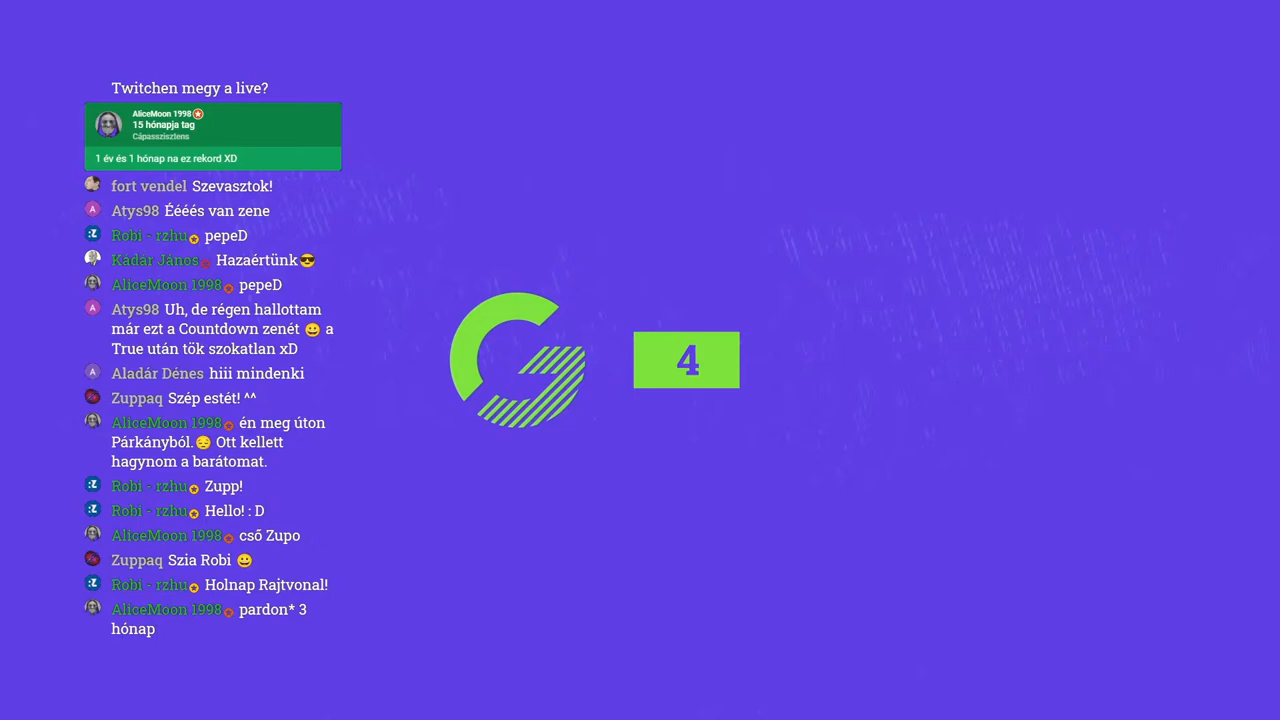 Twitchen megy a live?
AliceMoon 1998
15 hónapja tag
Cápasszisztens
1 év és 1 hónap na ez rekord XD
fort vendel Szevasztok!
Atys98 Éééés van zene
Robi - rzhu pepeD
Kádár János Hazaértünk😎
AliceMoon 1998 pepeD
Atys98 Uh, de régen hallottam
már ezt a Countdown zenét 😀 a
True után tök szokatlan xD
Aladár Dénes hiii mindenki
Zuppaq Szép estét! ^^
AliceMoon 1998 én meg úton
Párkányból.😔 Ott kellett
hagynom a barátomat.
Robi - rzhu Zupp!
Robi - rzhu Hello! : D
AliceMoon 1998 cső Zupo
Zuppaq Szia Robi 😀
Robi - rzhu Holnap Rajtvonal!
AliceMoon 1998 pardon* 3
hónap
4